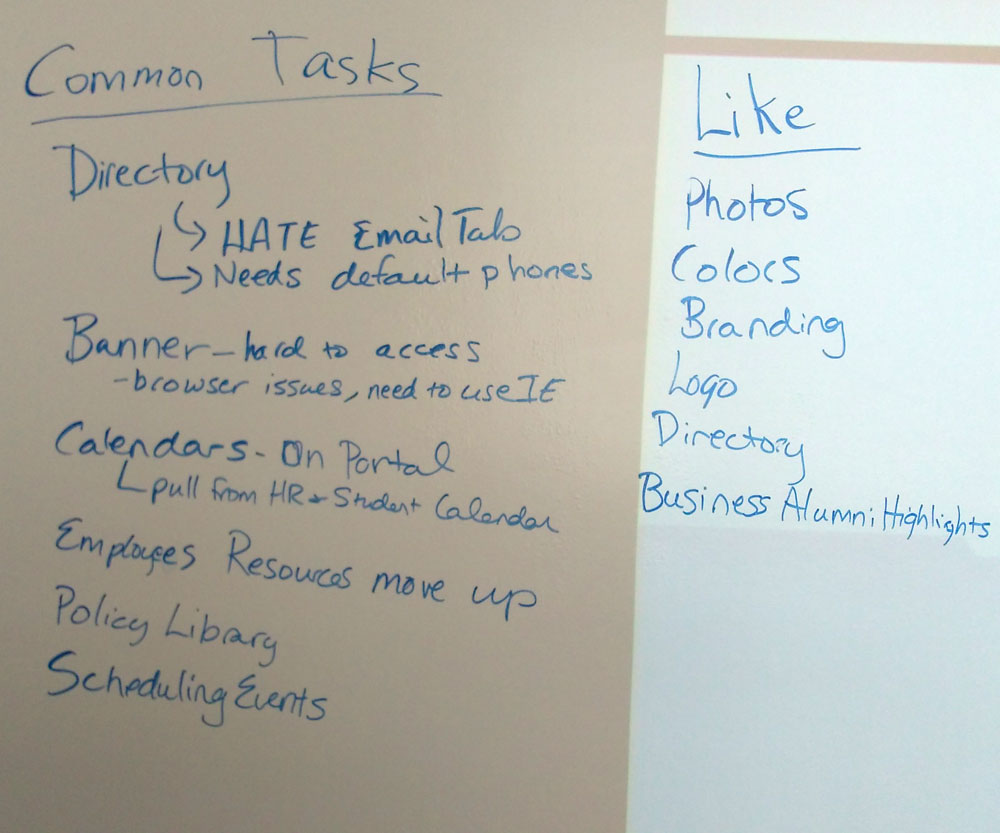 Common Tasks
Directory
↳ HATE Email Tab
↳ Needs default phones
Banner - hard to access
- browser issues, need to use IE
Calendars - On Portal
↳ pull from HR & Student Calendar
Employees Resources move up
Policy Library
Scheduling Events
Like
Photos
Colors
Branding
Logo
Directory
Business Alumni Highlights